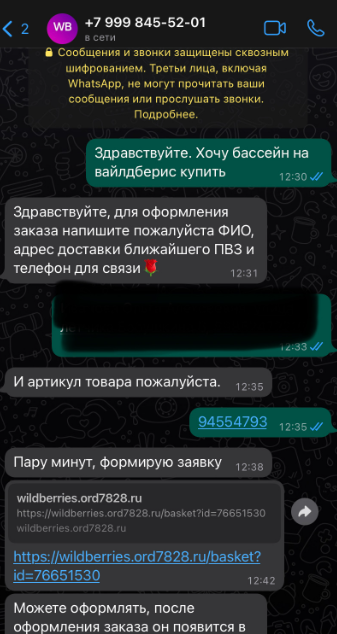 2
WB
+7 999 845-52-01
в сети
Сообщения и звонки защищены сквозным
шифрованием. Третьи лица, включая
WhatsApp, не могут прочитать ваши
сообщения или прослушать звонки.
Подробнее.
Здравствуйте. Хочу бассейн на
вайлдберис купить
12:30
Здравствуйте, для оформления
заказа напишите пожалуйста ФИО,
адрес доставки ближайшего ПВЗ и
телефон для связи🌹
12:31
12:33
И артикул товара пожалуйста.
12:35
94554793
12:35
Пару минут, формирую заявку
12:38
wildberries.ord7828.ru
https://wildberries.ord7828.ru/basket?id=76651530
wildberries.ord7828.ru
https://wildberries.ord7828.ru/basket?
id=76651530
12:42
Можете оформлять, после
оформления заказа он появится в